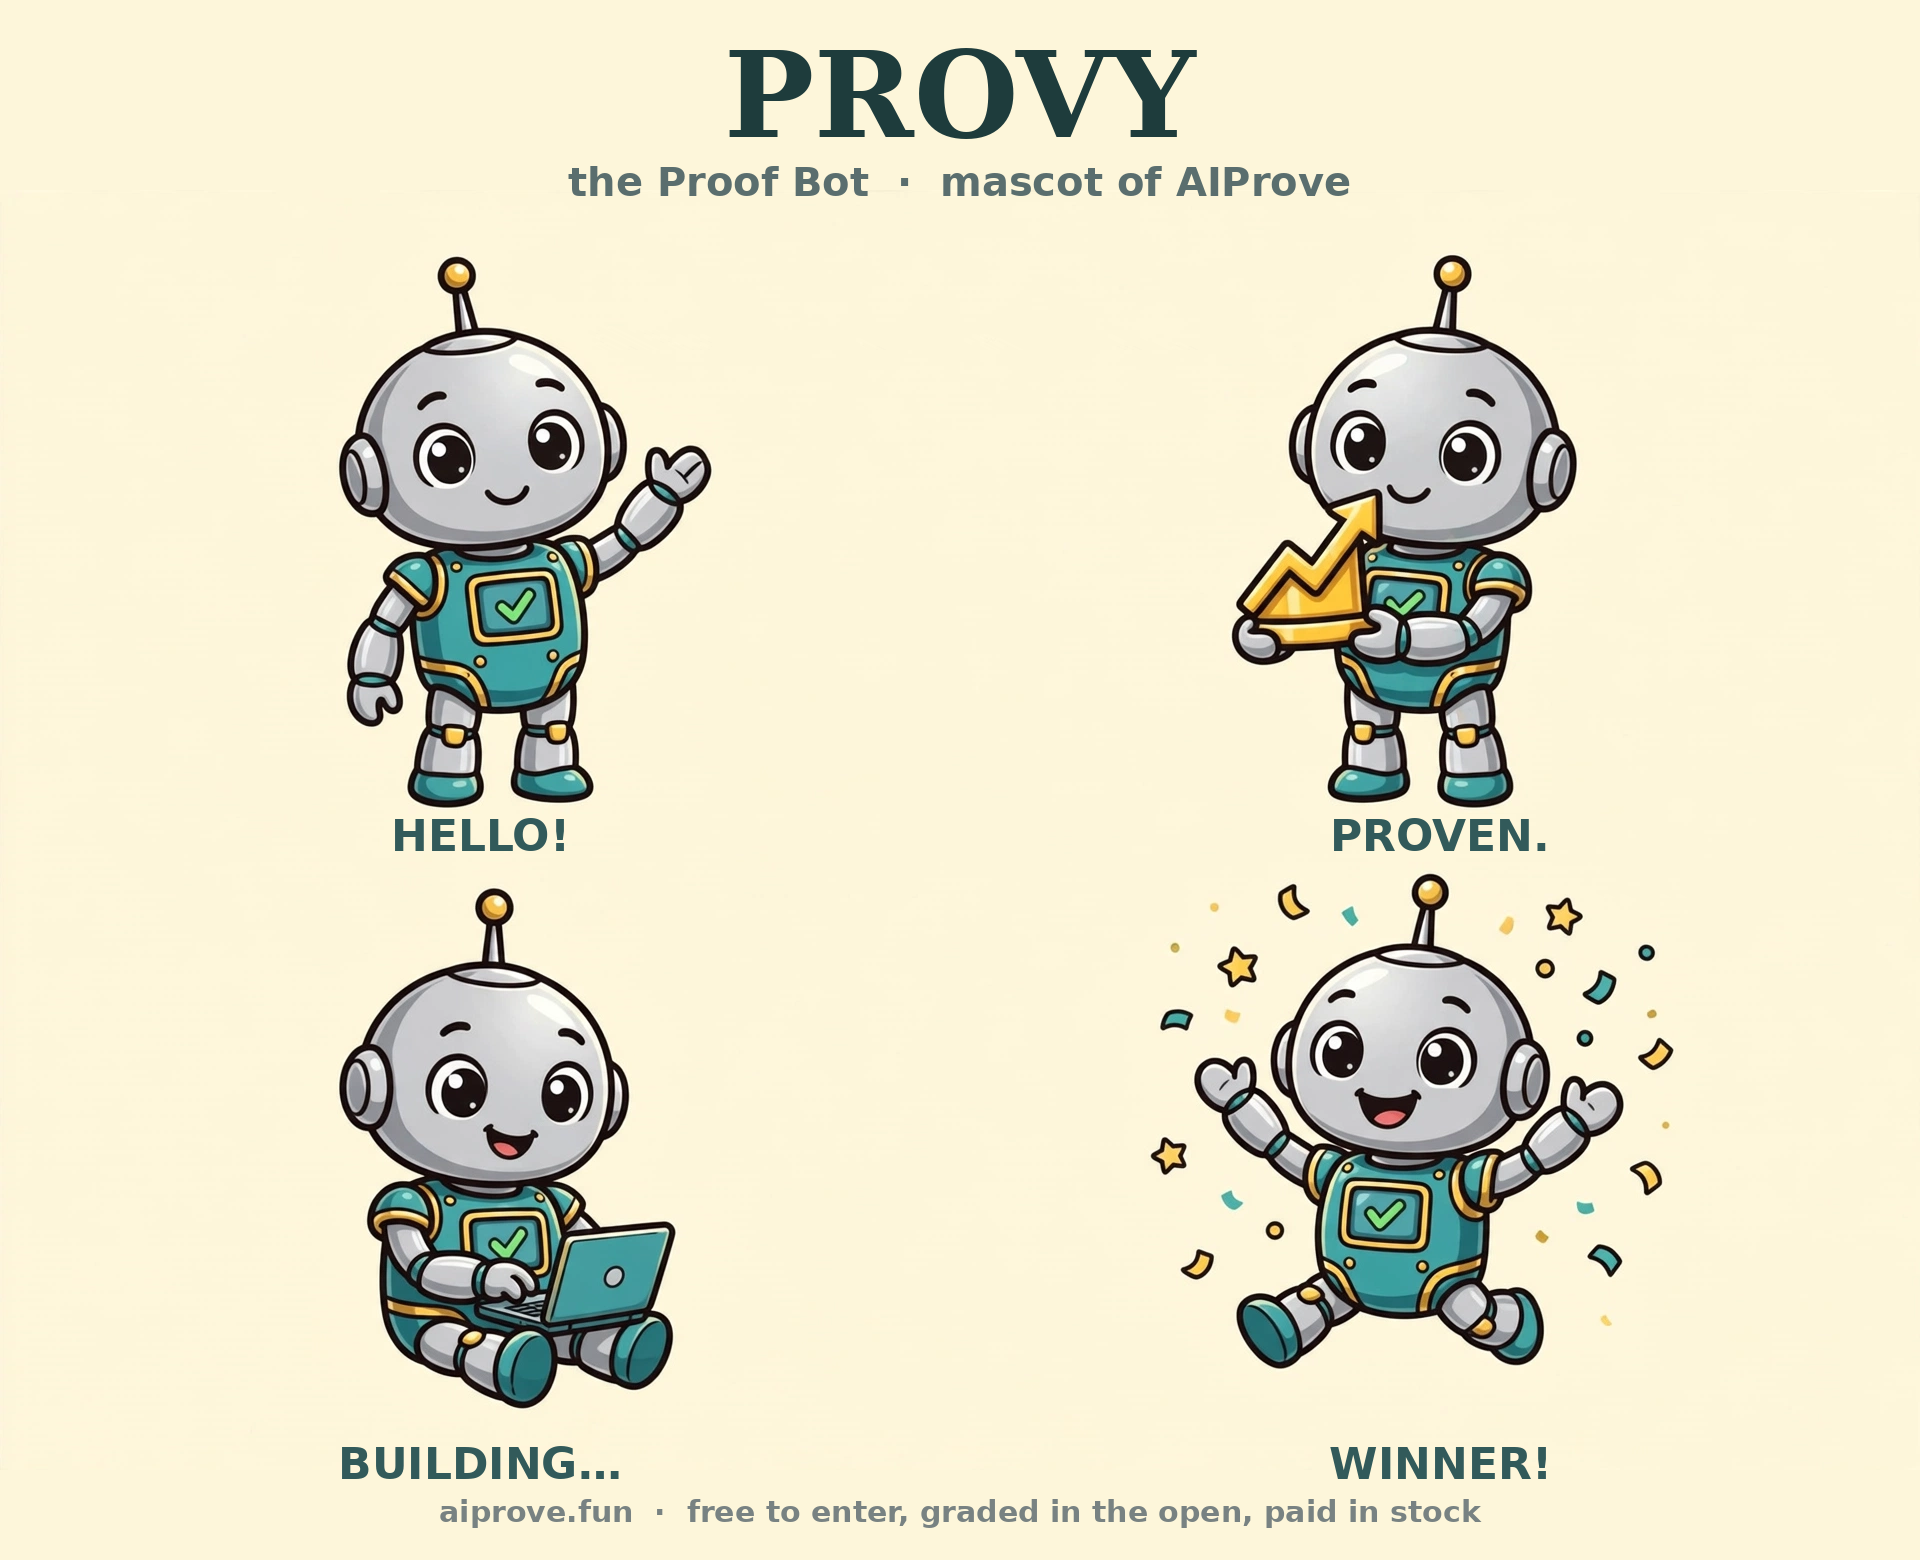 PROVY
the Proof Bot · mascot of AIProve
HELLO!
PROVEN.
BUILDING...
WINNER!
aiprove.fun · free to enter, graded in the open, paid in stock